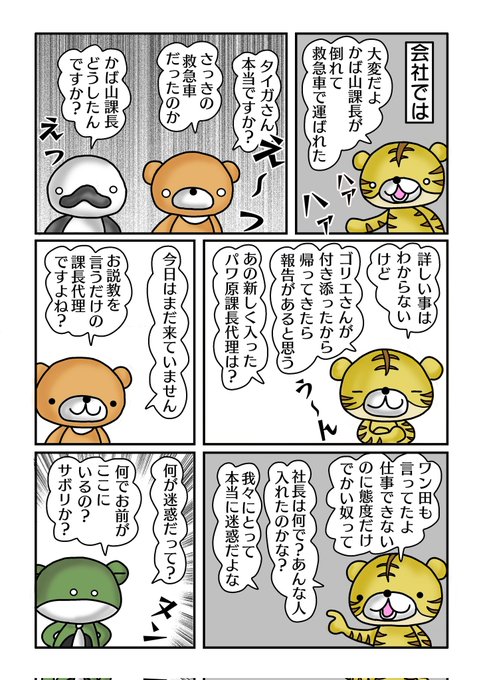 会社では
大変だよ
かば山課長が
倒れて
救急車で運ばれた
ハァ
ハァ
タイガさん
本当ですか?
さっきの
救急車
だったのか
かば山課長
どうしたん
ですか?
え~っ
えっ
詳しい事は
わからない
けど
ゴリエさんが
付き添ったから
帰ってきたら
報告があると思う
あの新しく入った
パワ原課長代理は?
う~ん
今日はまだ来ていません
お説教を
言うだけの
課長代理
ですよね?
ワン田も
言ってたよ
仕事できない
のに態度だけ
でかい奴って
社長は何で?あんな人
入れたのかな?
我々にとって
本当に迷惑だよな
何が迷惑だって?
何でお前が
ここに
いるの?
サボリか?
ヌン